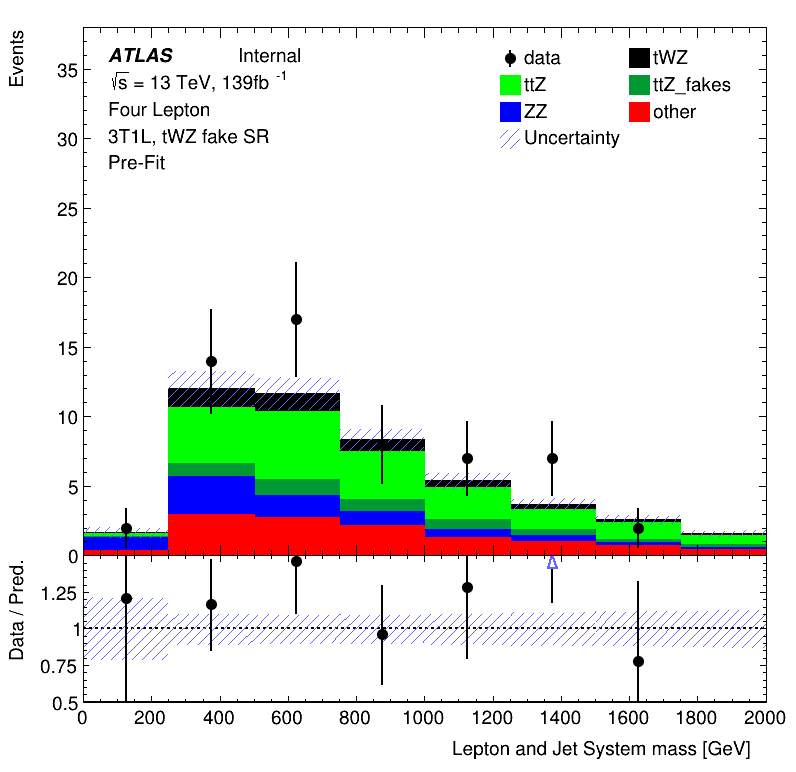 Events
35
30
25
20
15
10
5
0
ATLAS Internal
√s = 13 TeV, 139fb⁻¹
Four Lepton
3T1L, tWZ fake SR
Pre-Fit
data
tWZ
ttZ
ttZ_fakes
ZZ
other
Uncertainty
Data / Pred.
1.25
1
0.75
0.5
0 200 400 600 800 1000 1200 1400 1600 1800 2000
Lepton and Jet System mass [GeV]